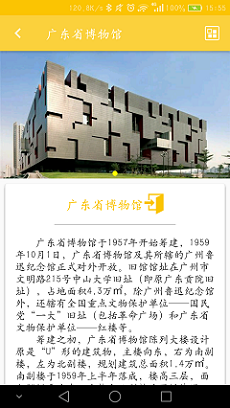 120.8K/s 4G 100% 15:55
广东省博物馆
广东省博物馆
广东省博物馆于1957年开始筹建，1959
年10月1日，广东省博物馆及其所辖的广州鲁
迅纪念馆正式对外开放。旧馆馆址在广州市
文明路215号中山大学旧址（即原广东贡院旧
址），占地面积4.3万㎡，除广州鲁迅纪念馆
外，还辖有全国重点文物保护单位——国民
党“一大”旧址（包括革命广场）和广东省
文物保护单位——红楼等。
筹建之初，广东省博物馆陈列大楼设计
原是“U”形的建筑物，主楼向东，右为南副
楼，左为北副楼，规划建筑总面积1.4万㎡。
南副楼于1959年上半年落成，楼高三层，面